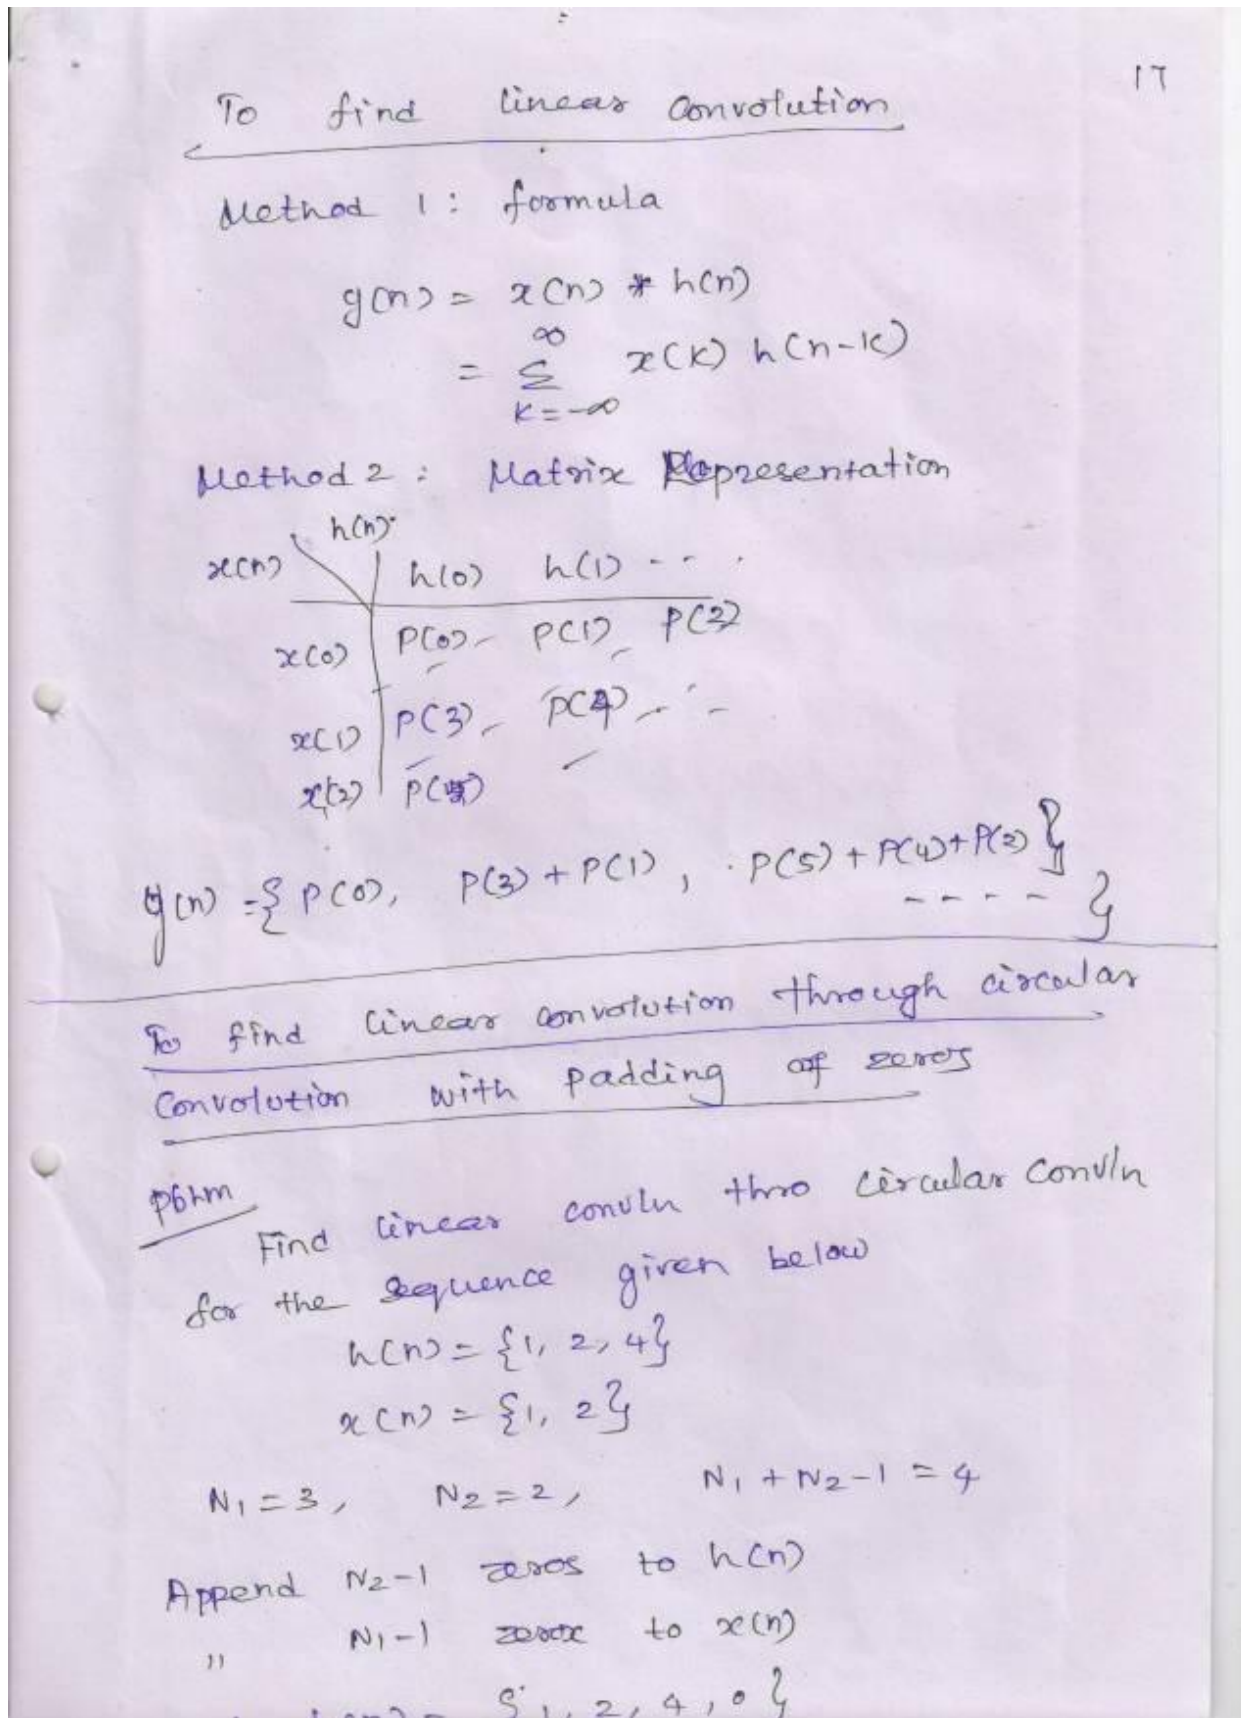 17
To find linear convolution
Method 1: formula
y(n) = x(n) * h(n)
= ∞ Σ k=-∞ x(k) h(n-k)
Method 2: Matrix Representation
h(n)
x(n) h(0) h(1) - - .
x(0) P(0) P(1) P(2)
x(1) P(3) P(4) - - -
x(2) P(5)
y(n) = { P(0), P(3) + P(1), P(5) + P(4) + P(2) }
- - - - }
To find linear convolution through circular
convolution with padding of zeros
Pblm
Find linear convln thro circular convln
for the sequence given below
h(n) = {1, 2, 4}
x(n) = {1, 2}
N1 = 3, N2 = 2, N1 + N2 - 1 = 4
Append N2-1 zeros to h(n)
" N1-1 zeros to x(n)
{1, 2, 4, 0}